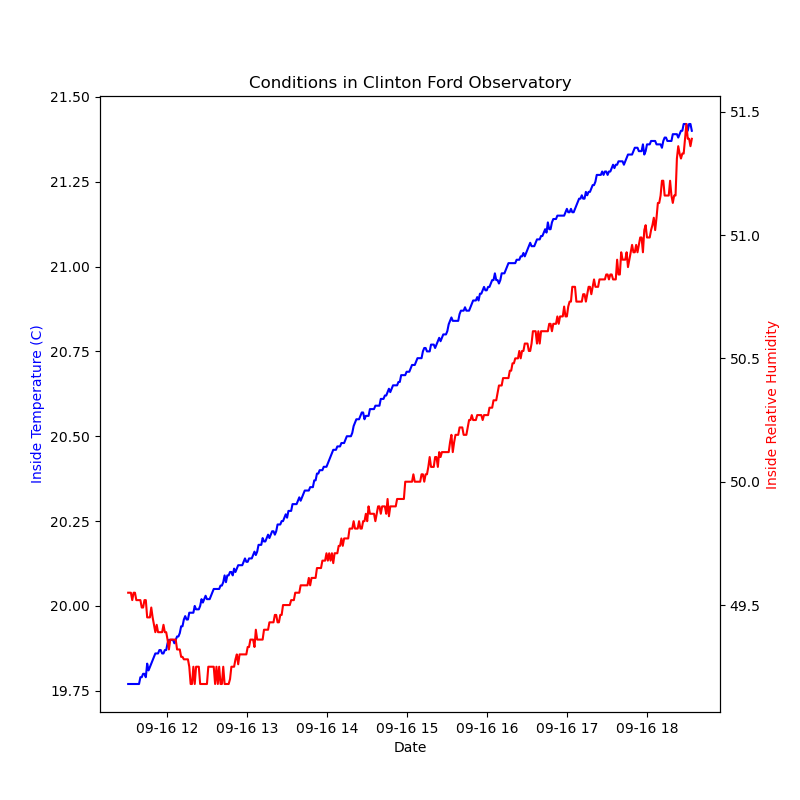 Conditions in Clinton Ford Observatory
21.50
21.25
21.00
20.75
20.50
20.25
20.00
19.75
Inside Temperature (C)
51.5
51.0
50.5
50.0
49.5
Inside Relative Humidity
09-16 12 09-16 13 09-16 14 09-16 15 09-16 16 09-16 17 09-16 18
Date